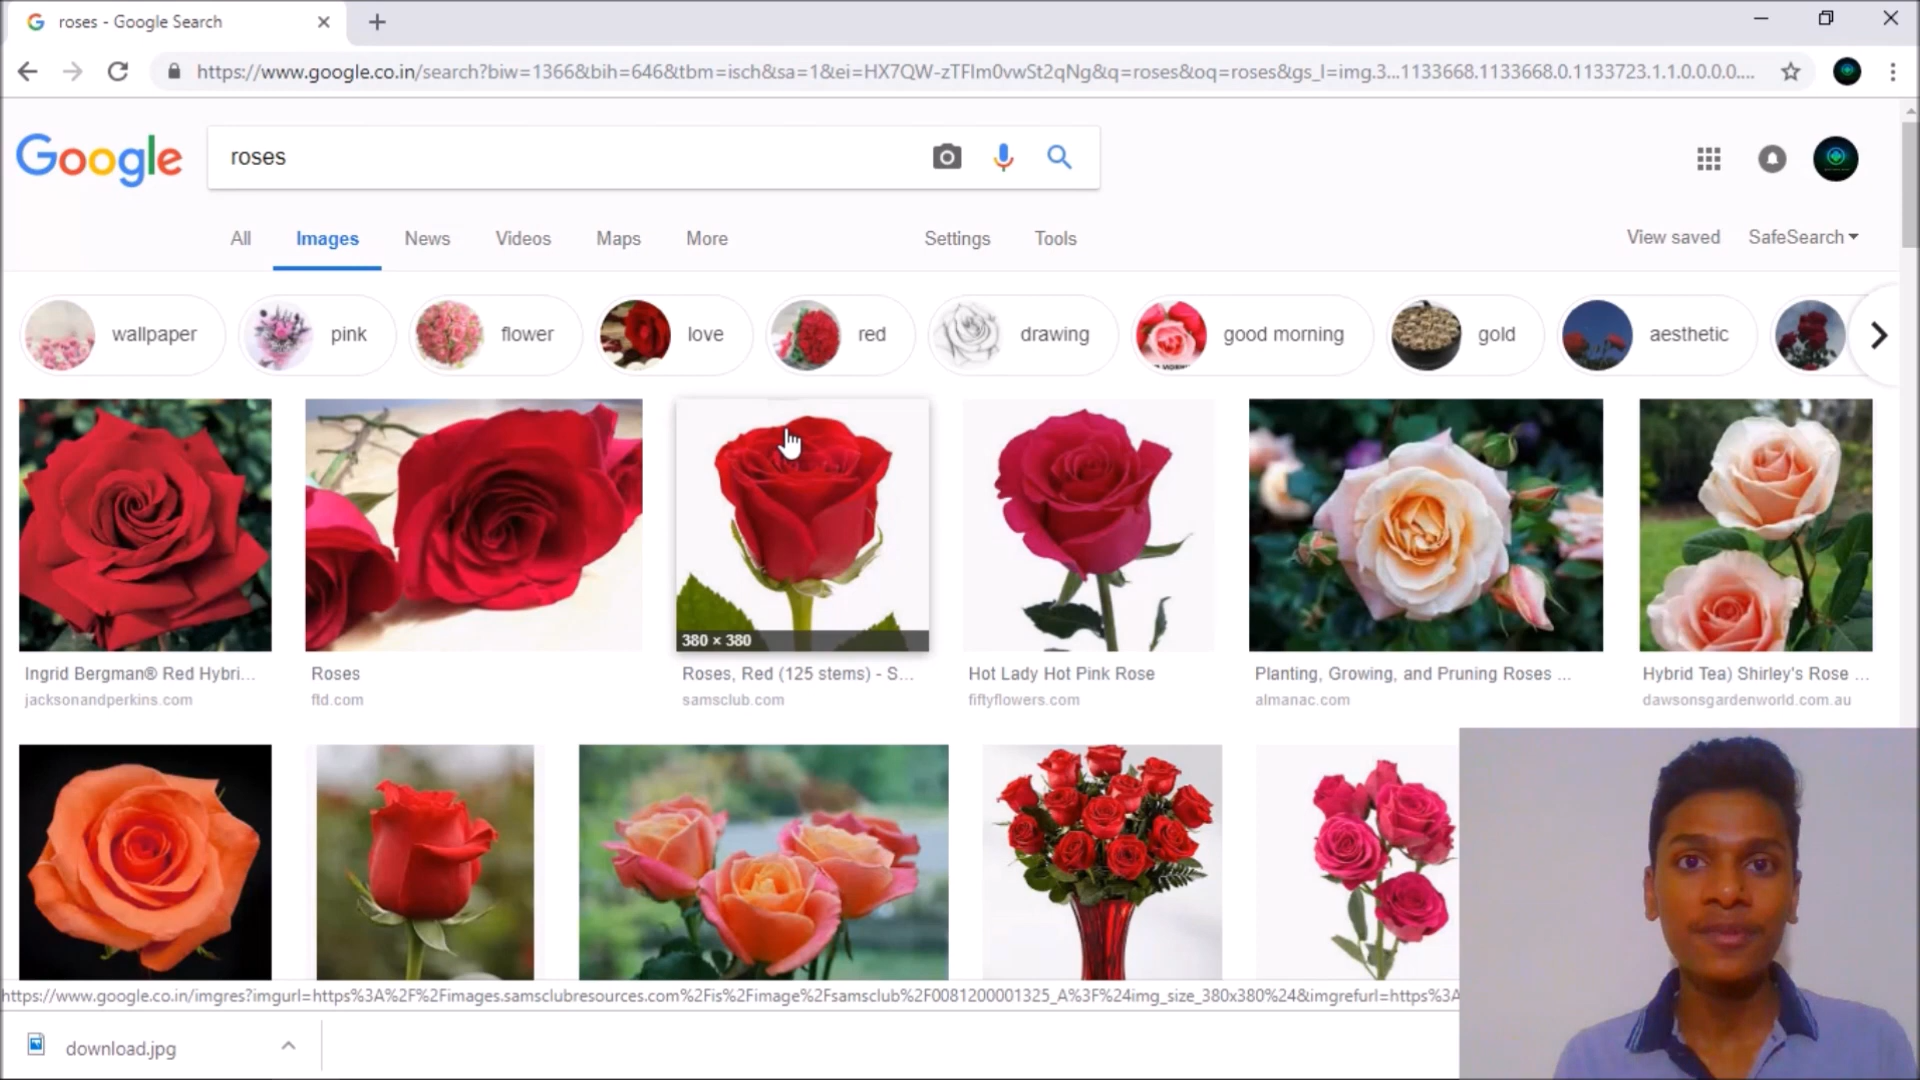 roses - Google Search
https://www.google.co.in/search?biw=1366&bih=646&tbm=isch&sa=1&ei=HX7QW-zTFIm0vwSt2qNg&q=roses&oq=roses&gs_l=img.3...1133668.1133668.0.1133723.1.1.0.0.0.0....
Google
roses
All Images News Videos Maps More Settings Tools View saved SafeSearch
wallpaper pink flower love red drawing good morning gold aesthetic
380 × 380
Ingrid Bergman® Red Hybri... Roses Roses, Red (125 stems) - S... Hot Lady Hot Pink Rose Planting, Growing, and Pruning Roses ... Hybrid Tea) Shirley's Rose ...
jacksonandperkins.com ftd.com samsclub.com fiftyflowers.com almanac.com dawsonsgardenworld.com.au
https://www.google.co.in/imgres?imgurl=https%3A%2F%2Fimages.samsclubresources.com%2Fis%2Fimage%2Fsamsclub%2F0081200001325_A%3F%24img_size_380x380%24&imgrefurl=https%3A
download.jpg